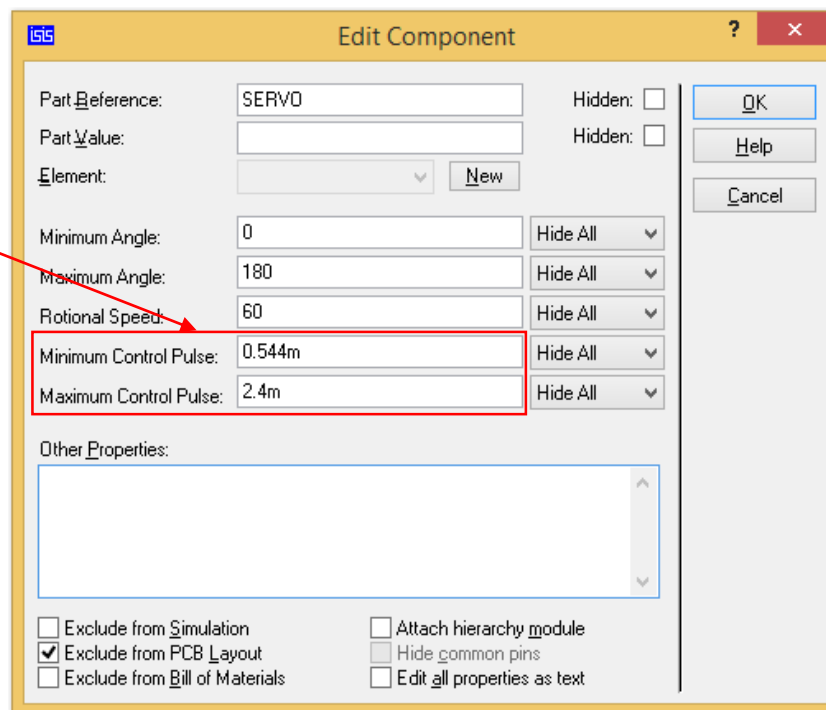 isis Edit Component ? ×
Part Reference: SERVO Hidden: OK
Part Value: Hidden: Help
Element: New Cancel
Minimum Angle: 0 Hide All
Maximum Angle: 180 Hide All
Rotional Speed: 60 Hide All
Minimum Control Pulse: 0.544m Hide All
Maximum Control Pulse: 2.4m Hide All
Other Properties:
Exclude from Simulation Attach hierarchy module
Exclude from PCB Layout Hide common pins
Exclude from Bill of Materials Edit all properties as text